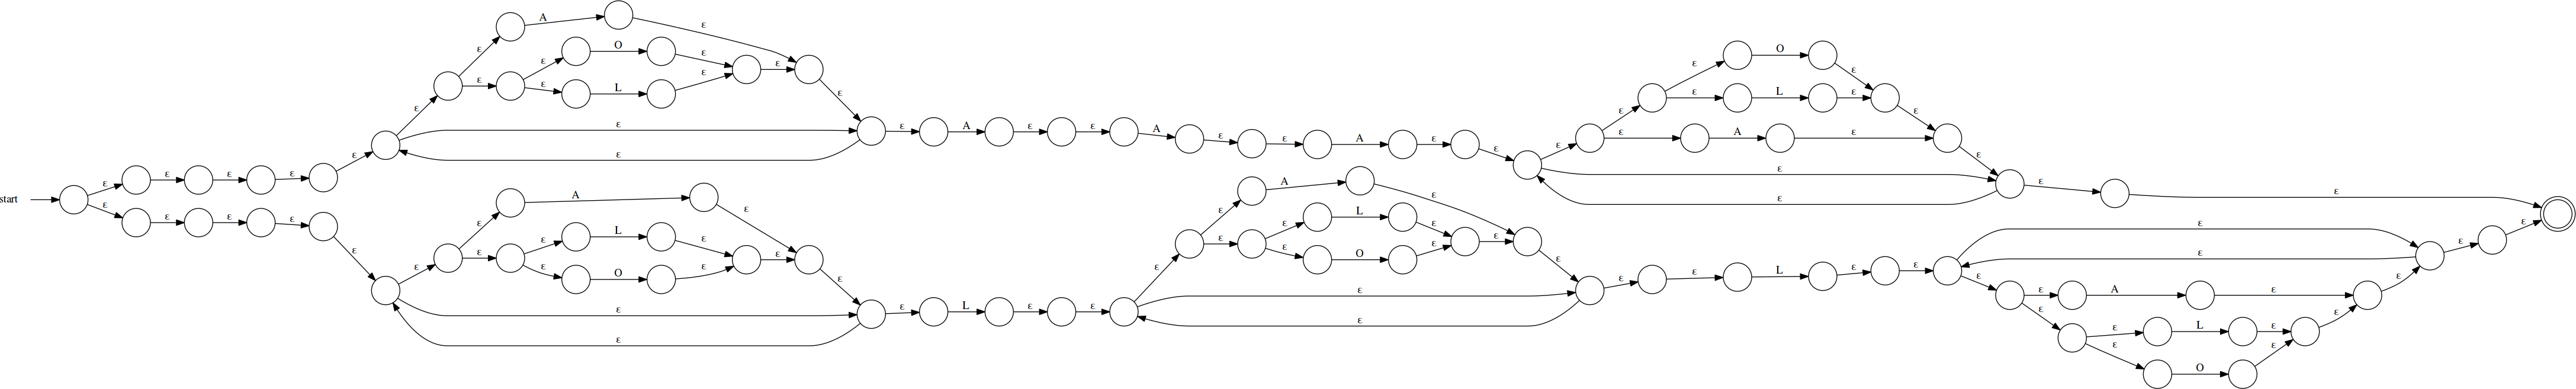 A
ε
ε O ε O
ε ε ε ε
ε
ε ε L ε ε L ε
ε ε ε
ε ε A ε ε A ε ε A ε ε A ε
ε ε ε ε ε
ε
ε ε ε ε A ε ε
ε A ε ε
ε ε ε ε ε
ε ε L ε ε L ε ε
ε ε ε ε O ε ε ε
ε ε O ε ε ε ε L ε ε
ε ε ε A ε
ε L ε ε ε ε ε
ε L ε
ε ε ε
O
start